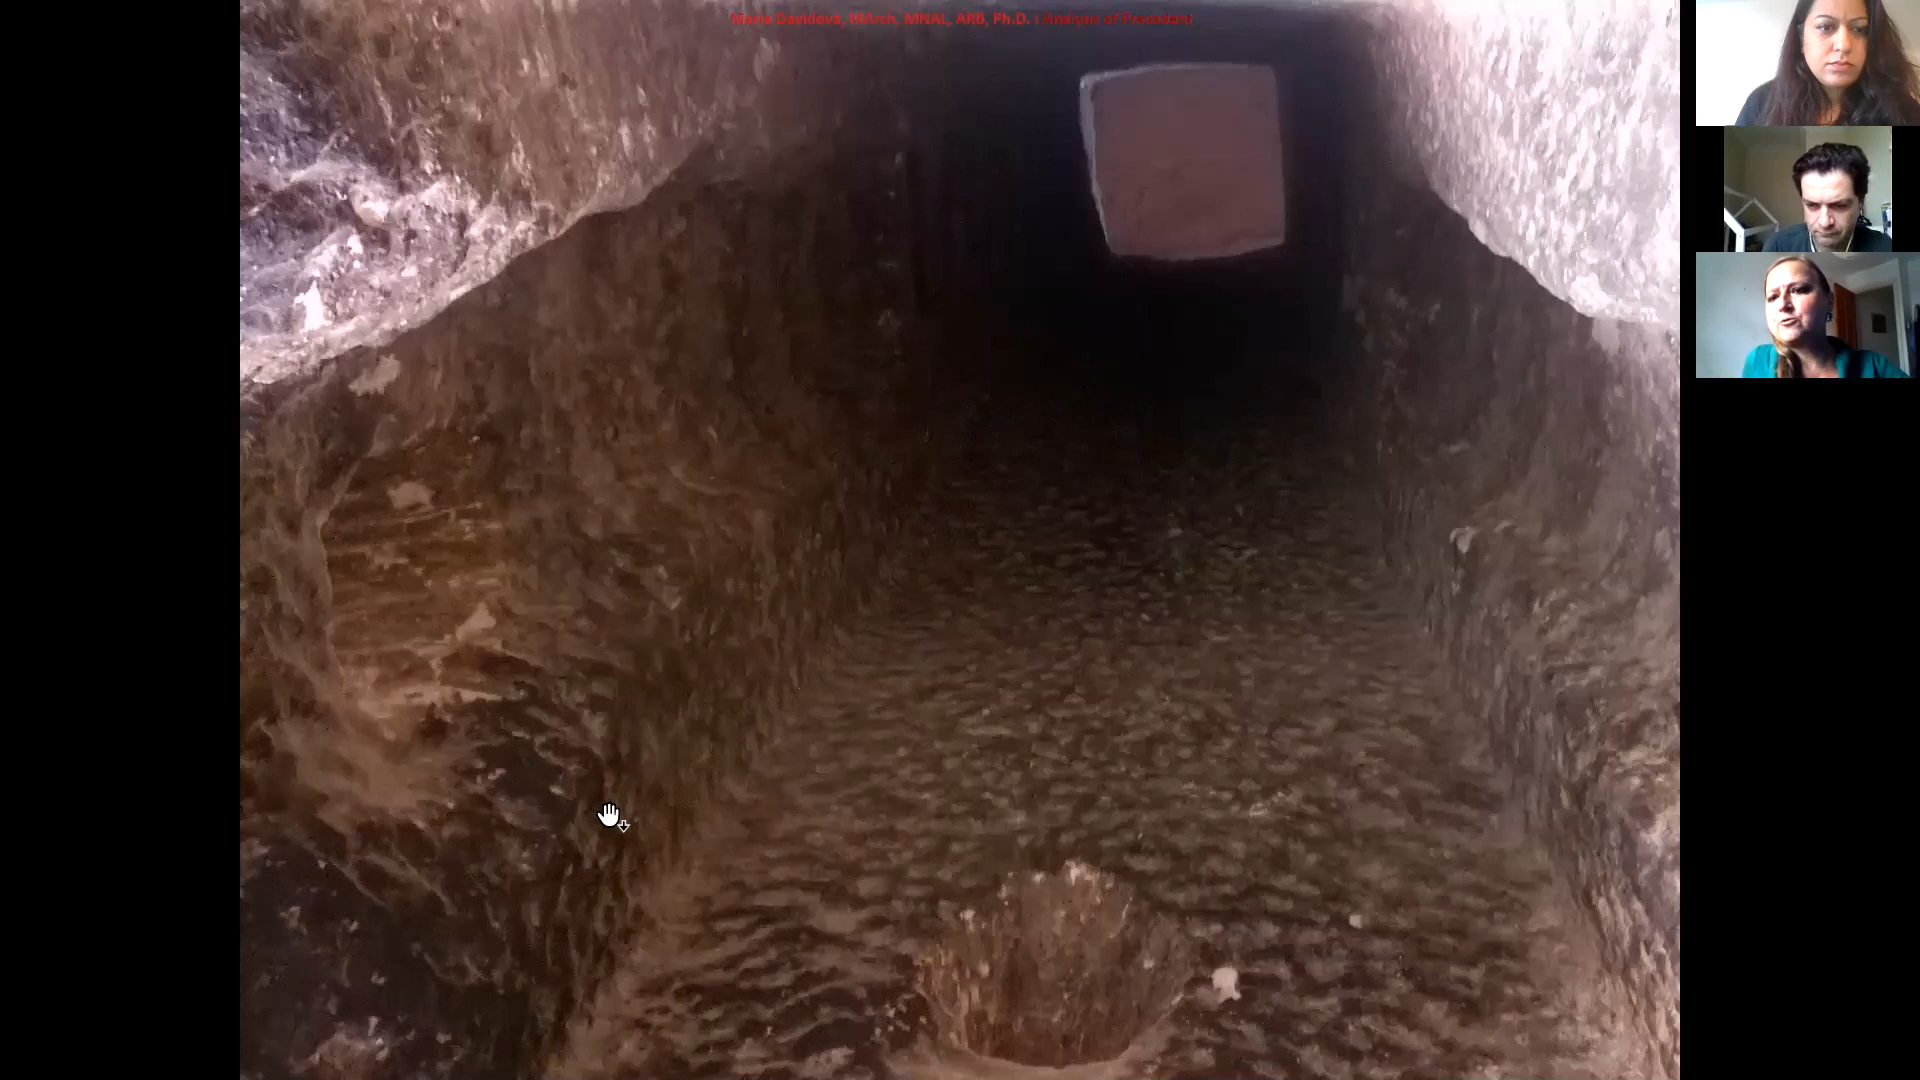 Marie Davidová, MArch, MNAL, ARB, Ph.D. : Analysis of Precedent